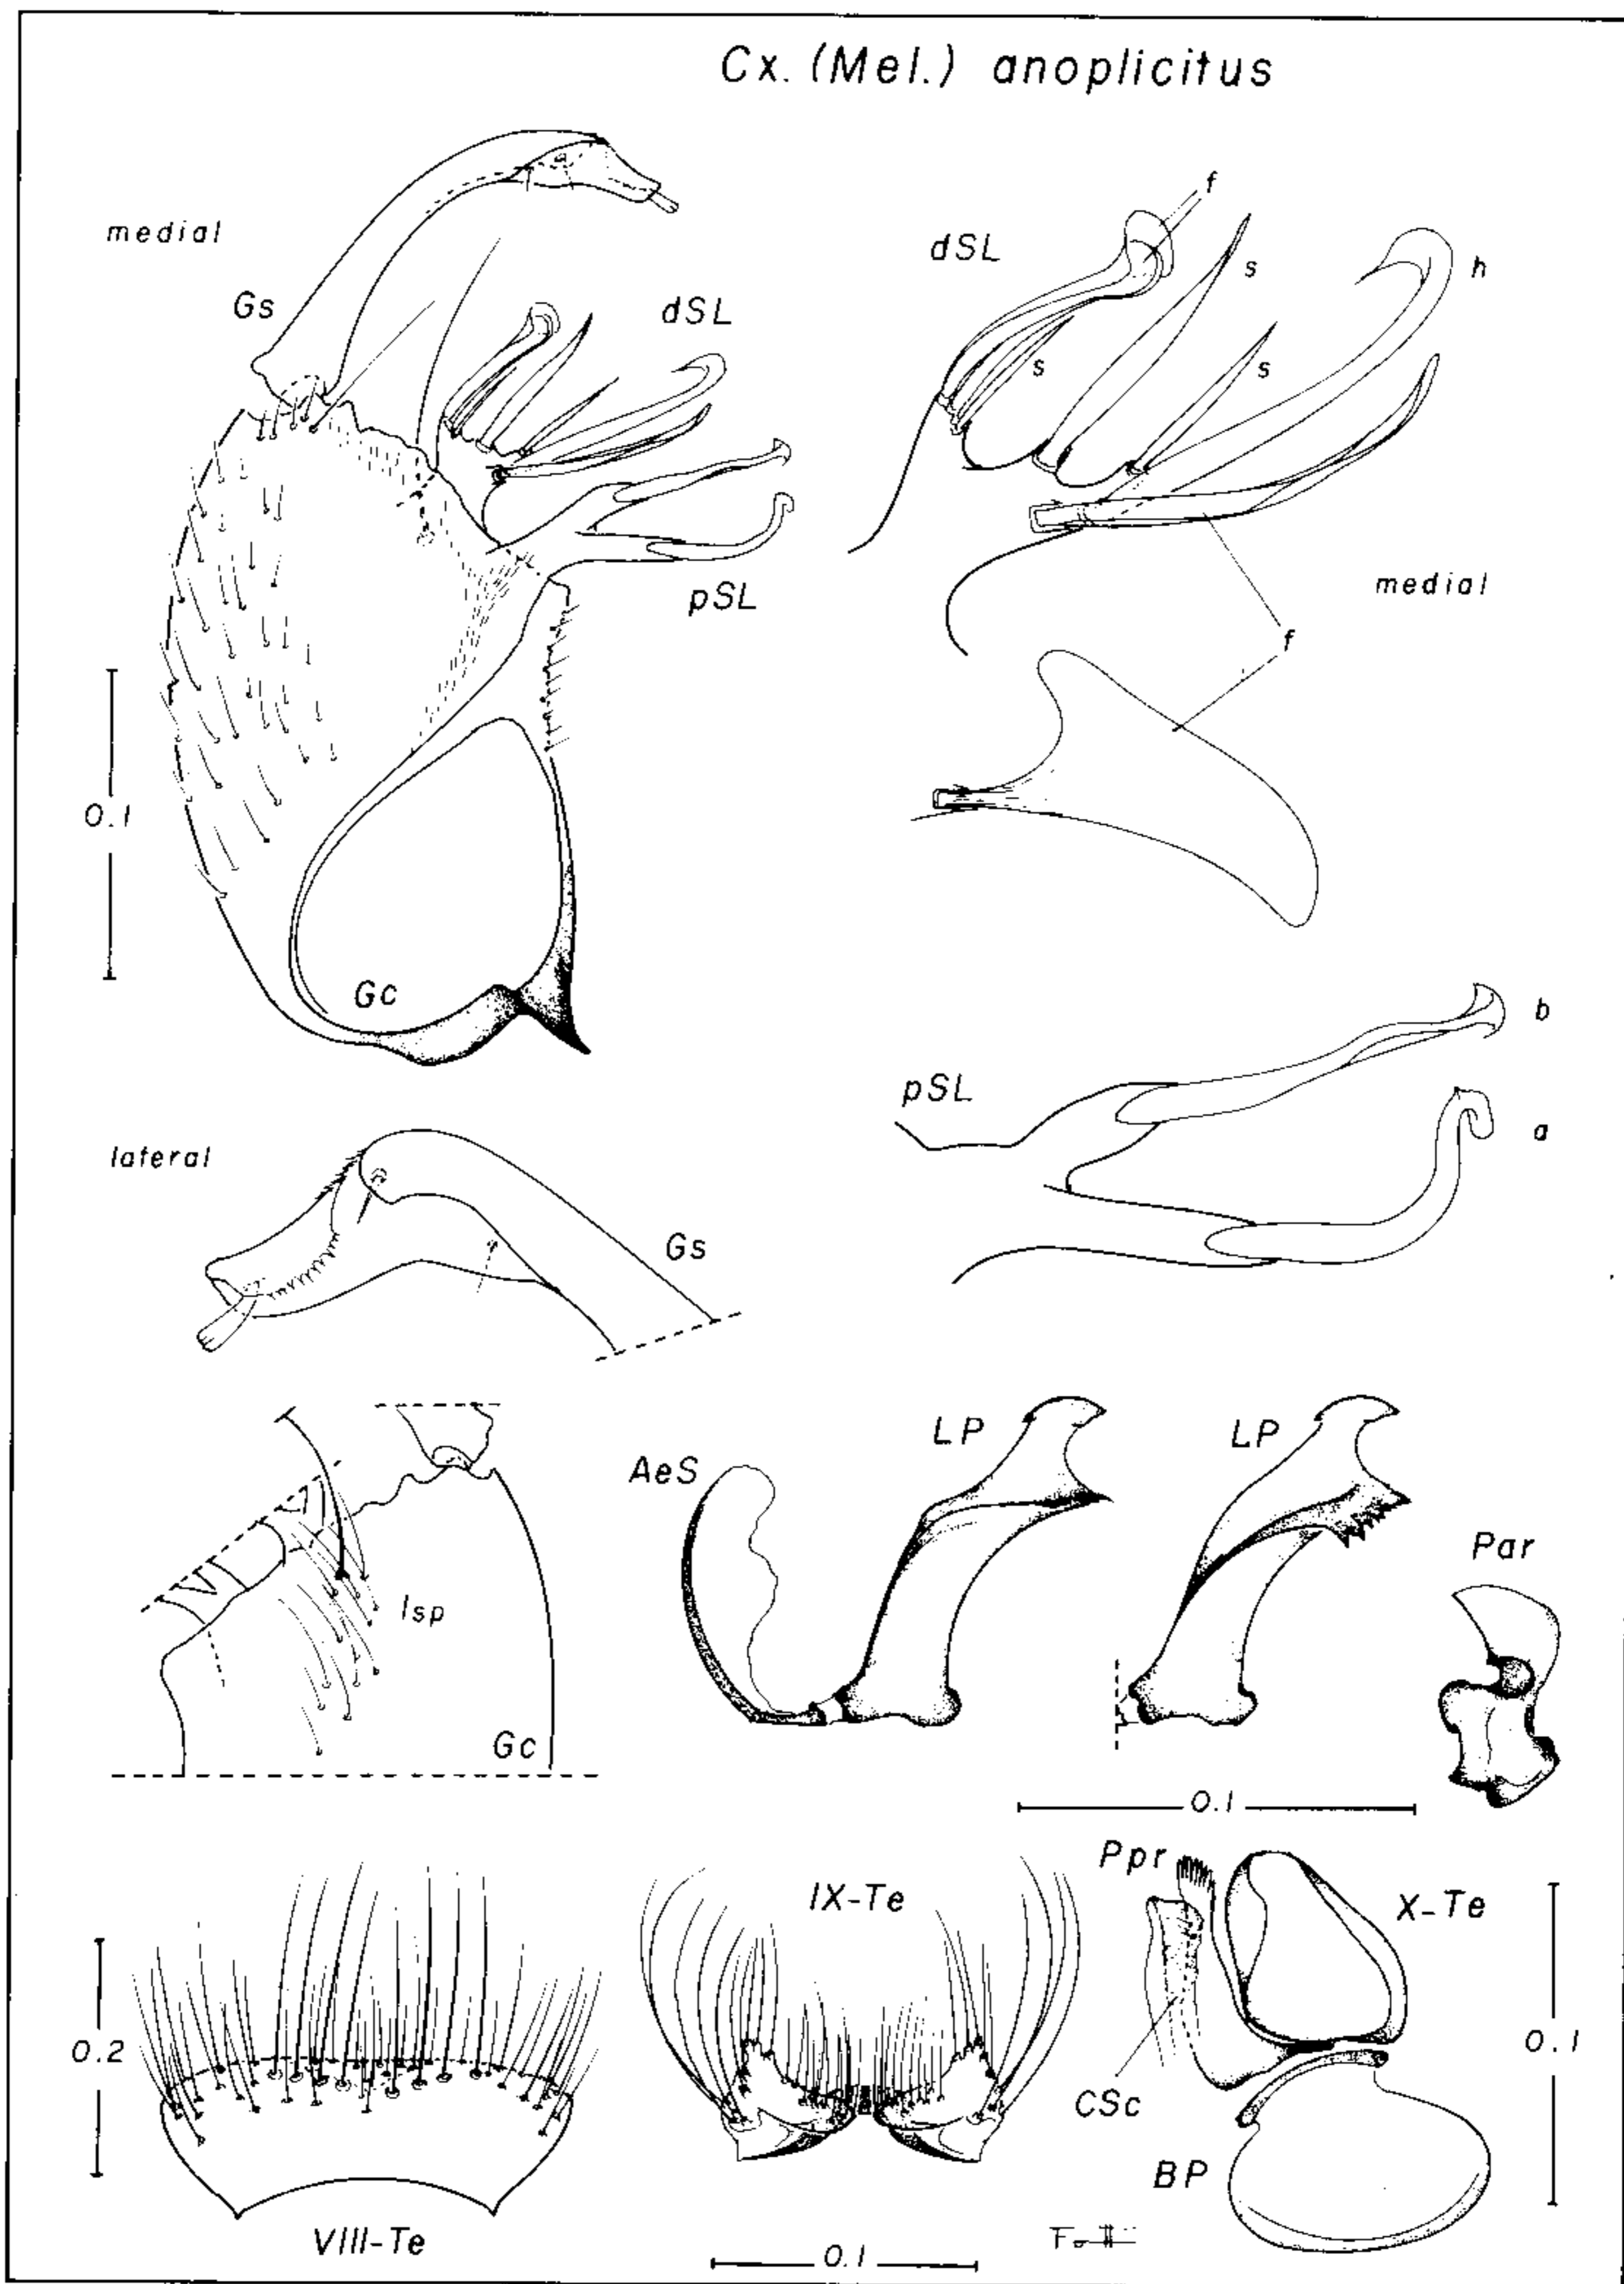 Cx. (Mel.) anoplicitus
medial
Gs
dSL
pSL
0.1
Gc
dSL
f
s
s
s
h
medial
f
pSL
b
a
lateral
Gs
lsp
Gc
AeS
LP
LP
Par
0.1
VIII-Te
0.2
IX-Te
0.1
Ppr
X-Te
CSc
BP
0.1